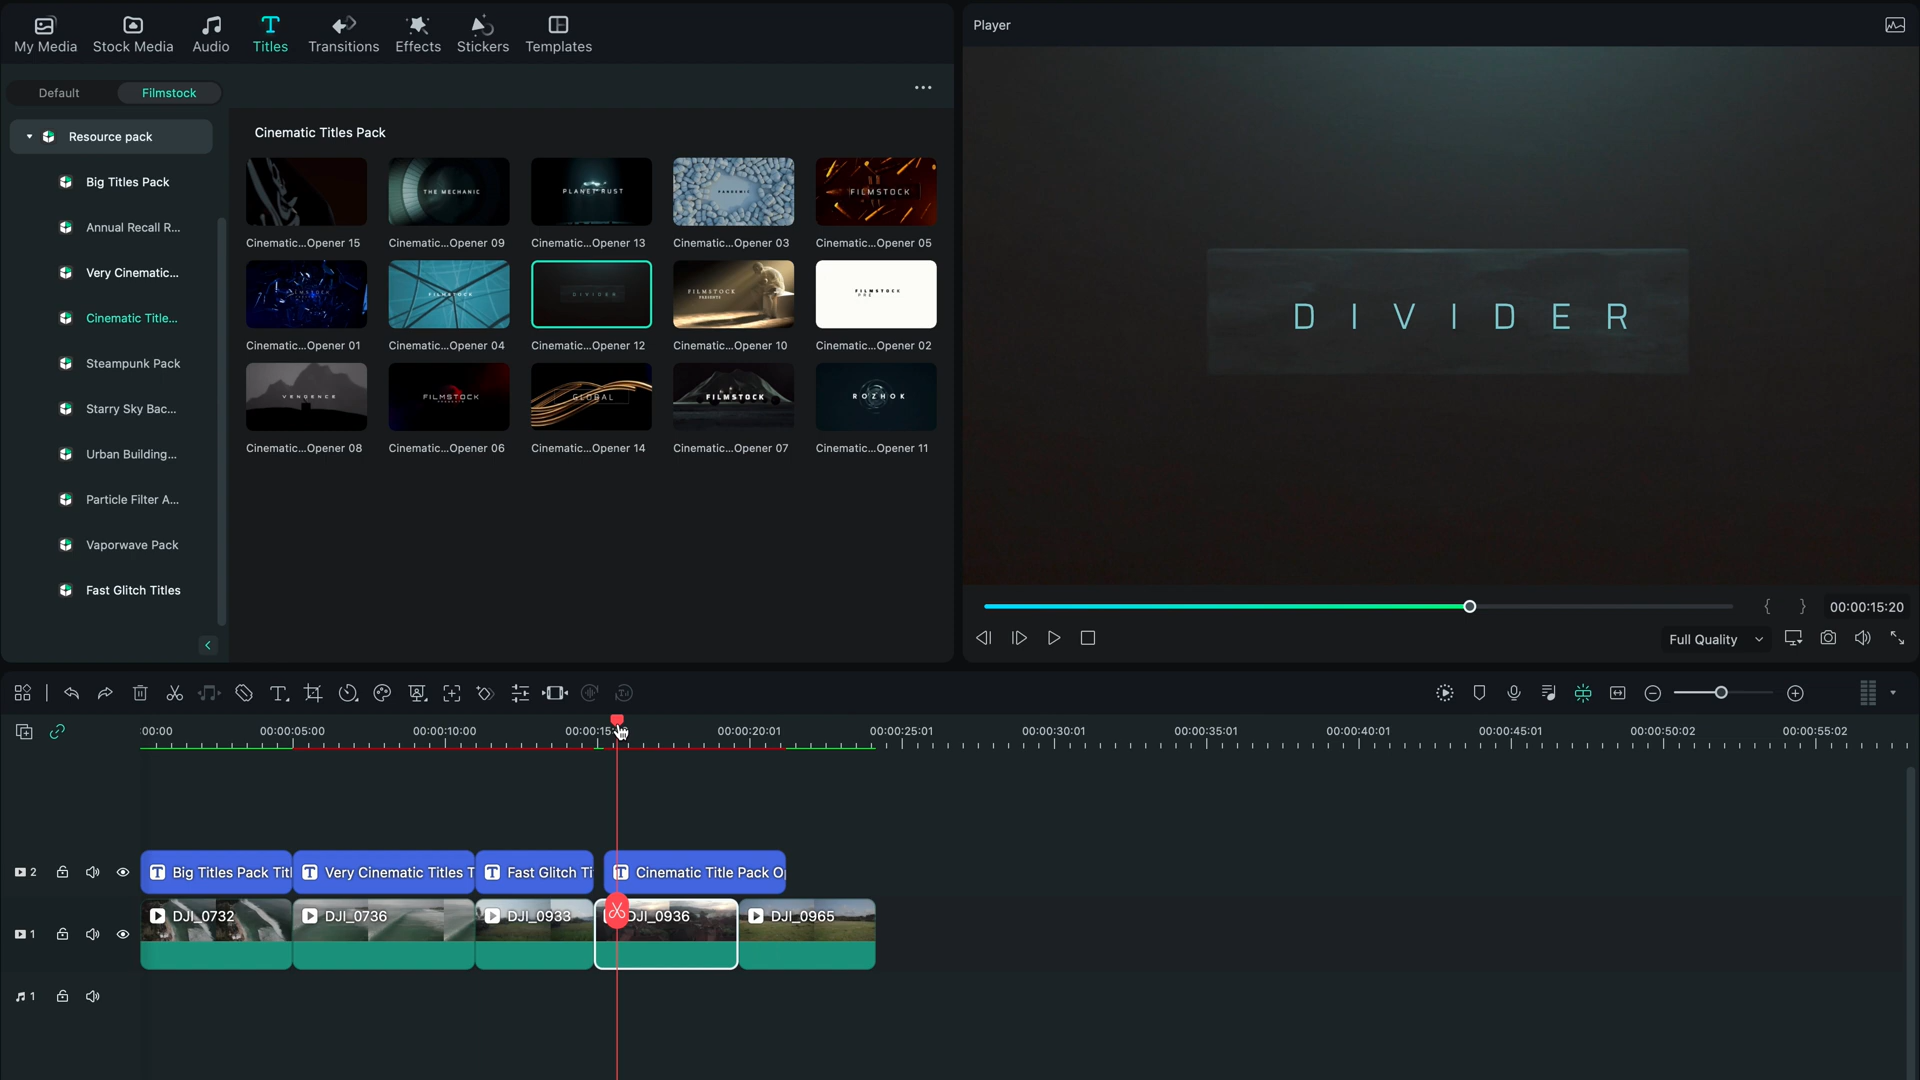 My Media
Stock Media
Audio
Titles
Transitions
Effects
Stickers
Templates
Player
Default
Filmstock
Resource pack
Big Titles Pack
Annual Recall R...
Very Cinematic...
Cinematic Title...
Steampunk Pack
Starry Sky Bac...
Urban Building...
Particle Filter A...
Vaporwave Pack
Fast Glitch Titles
Cinematic Titles Pack
THE MECHANIC
PLANET RUST
PANDEMIC
FILMSTOCK
Cinematic...Opener 15
Cinematic...Opener 09
Cinematic...Opener 13
Cinematic...Opener 03
Cinematic...Opener 05
FILMSTOCK
FILMSTOCK
DIVIDER
FILMSTOCK
PRESENTS
FILMSTOCK
PRE
Cinematic...Opener 01
Cinematic...Opener 04
Cinematic...Opener 12
Cinematic...Opener 10
Cinematic...Opener 02
VENGENCE
FILMSTOCK
PRESENTS
GLOBAL
FILMSTOCK
ROZHOK
Cinematic...Opener 08
Cinematic...Opener 06
Cinematic...Opener 14
Cinematic...Opener 07
Cinematic...Opener 11
DIVIDER
{ }
00:00:15:20
Full Quality
:00:00
00:00:05:00
00:00:10:00
00:00:15:
00:00:20:01
00:00:25:01
00:00:30:01
00:00:35:01
00:00:40:01
00:00:45:01
00:00:50:02
00:00:55:02
2
Big Titles Pack Titl
Very Cinematic Titles T
Fast Glitch Ti
Cinematic Title Pack O
1
DJI_0732
DJI_0736
DJI_0933
DJI_0936
DJI_0965
1